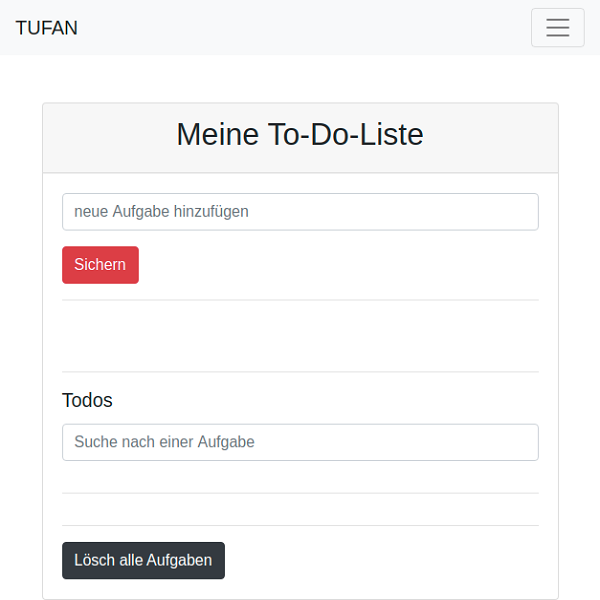 TUFAN
Meine To-Do-Liste
neue Aufgabe hinzufügen
Sichern
Todos
Suche nach einer Aufgabe
Lösch alle Aufgaben